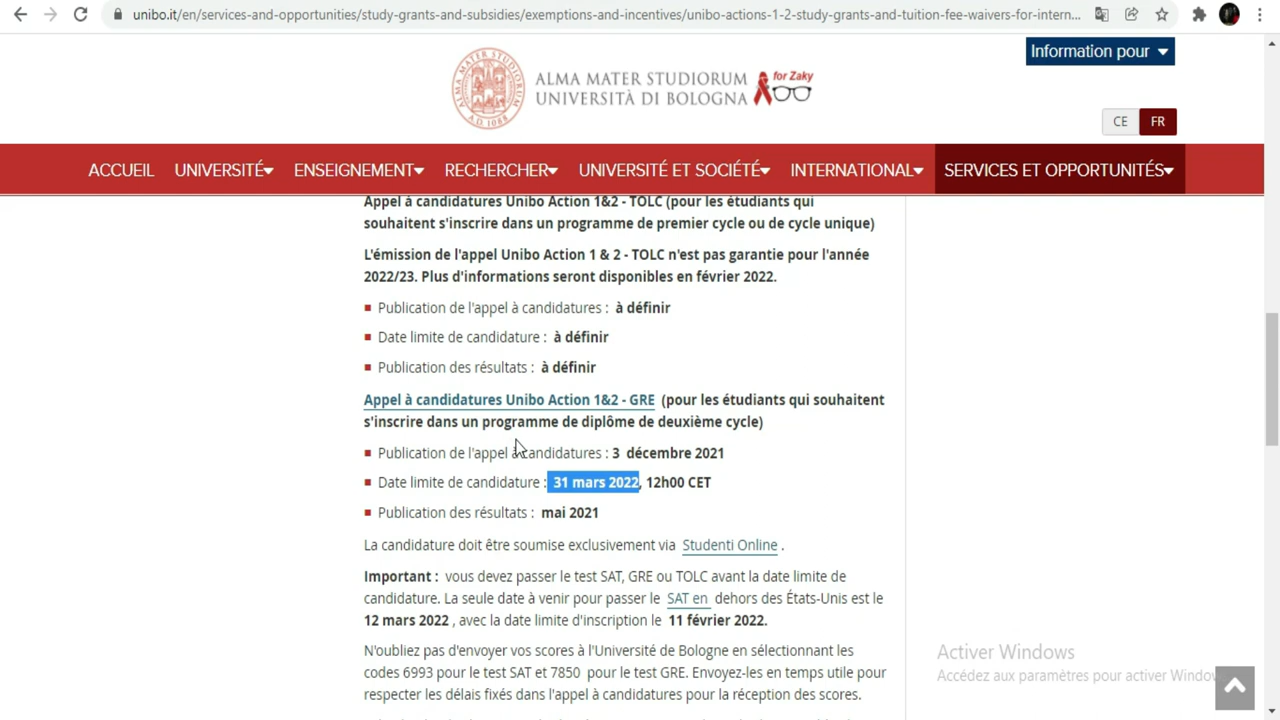 unibo.it/en/services-and-opportunities/study-grants-and-subsidies/exemptions-and-incentives/unibo-actions-1-2-study-grants-and-tuition-fee-waivers-for-intern...
Information pour
ALMA MATER STUDIORUM
UNIVERSITÀ DI BOLOGNA
for Zaky
CE FR
ACCUEIL UNIVERSITÉ ENSEIGNEMENT RECHERCHER UNIVERSITÉ ET SOCIÉTÉ INTERNATIONAL SERVICES ET OPPORTUNITÉS
Appel à candidatures Unibo Action 1&2 - TOLC (pour les étudiants qui
souhaitent s'inscrire dans un programme de premier cycle ou de cycle unique)
L'émission de l'appel Unibo Action 1 & 2 - TOLC n'est pas garantie pour l'année
2022/23. Plus d'informations seront disponibles en février 2022.
Publication de l'appel à candidatures : à définir
Date limite de candidature : à définir
Publication des résultats : à définir
Appel à candidatures Unibo Action 1&2 - GRE (pour les étudiants qui souhaitent
s'inscrire dans un programme de diplôme de deuxième cycle)
Publication de l'appel à candidatures : 3 décembre 2021
Date limite de candidature : 31 mars 2022, 12h00 CET
Publication des résultats : mai 2021
La candidature doit être soumise exclusivement via Studenti Online .
Important : vous devez passer le test SAT, GRE ou TOLC avant la date limite de
candidature. La seule date à venir pour passer le SAT en dehors des États-Unis est le
12 mars 2022 , avec la date limite d'inscription le 11 février 2022.
N'oubliez pas d'envoyer vos scores à l'Université de Bologne en sélectionnant les
codes 6993 pour le test SAT et 7850 pour le test GRE. Envoyez-les en temps utile pour
respecter les délais fixés dans l'appel à candidatures pour la réception des scores.
Activer Windows
Accédez aux paramètres pour activer Windo